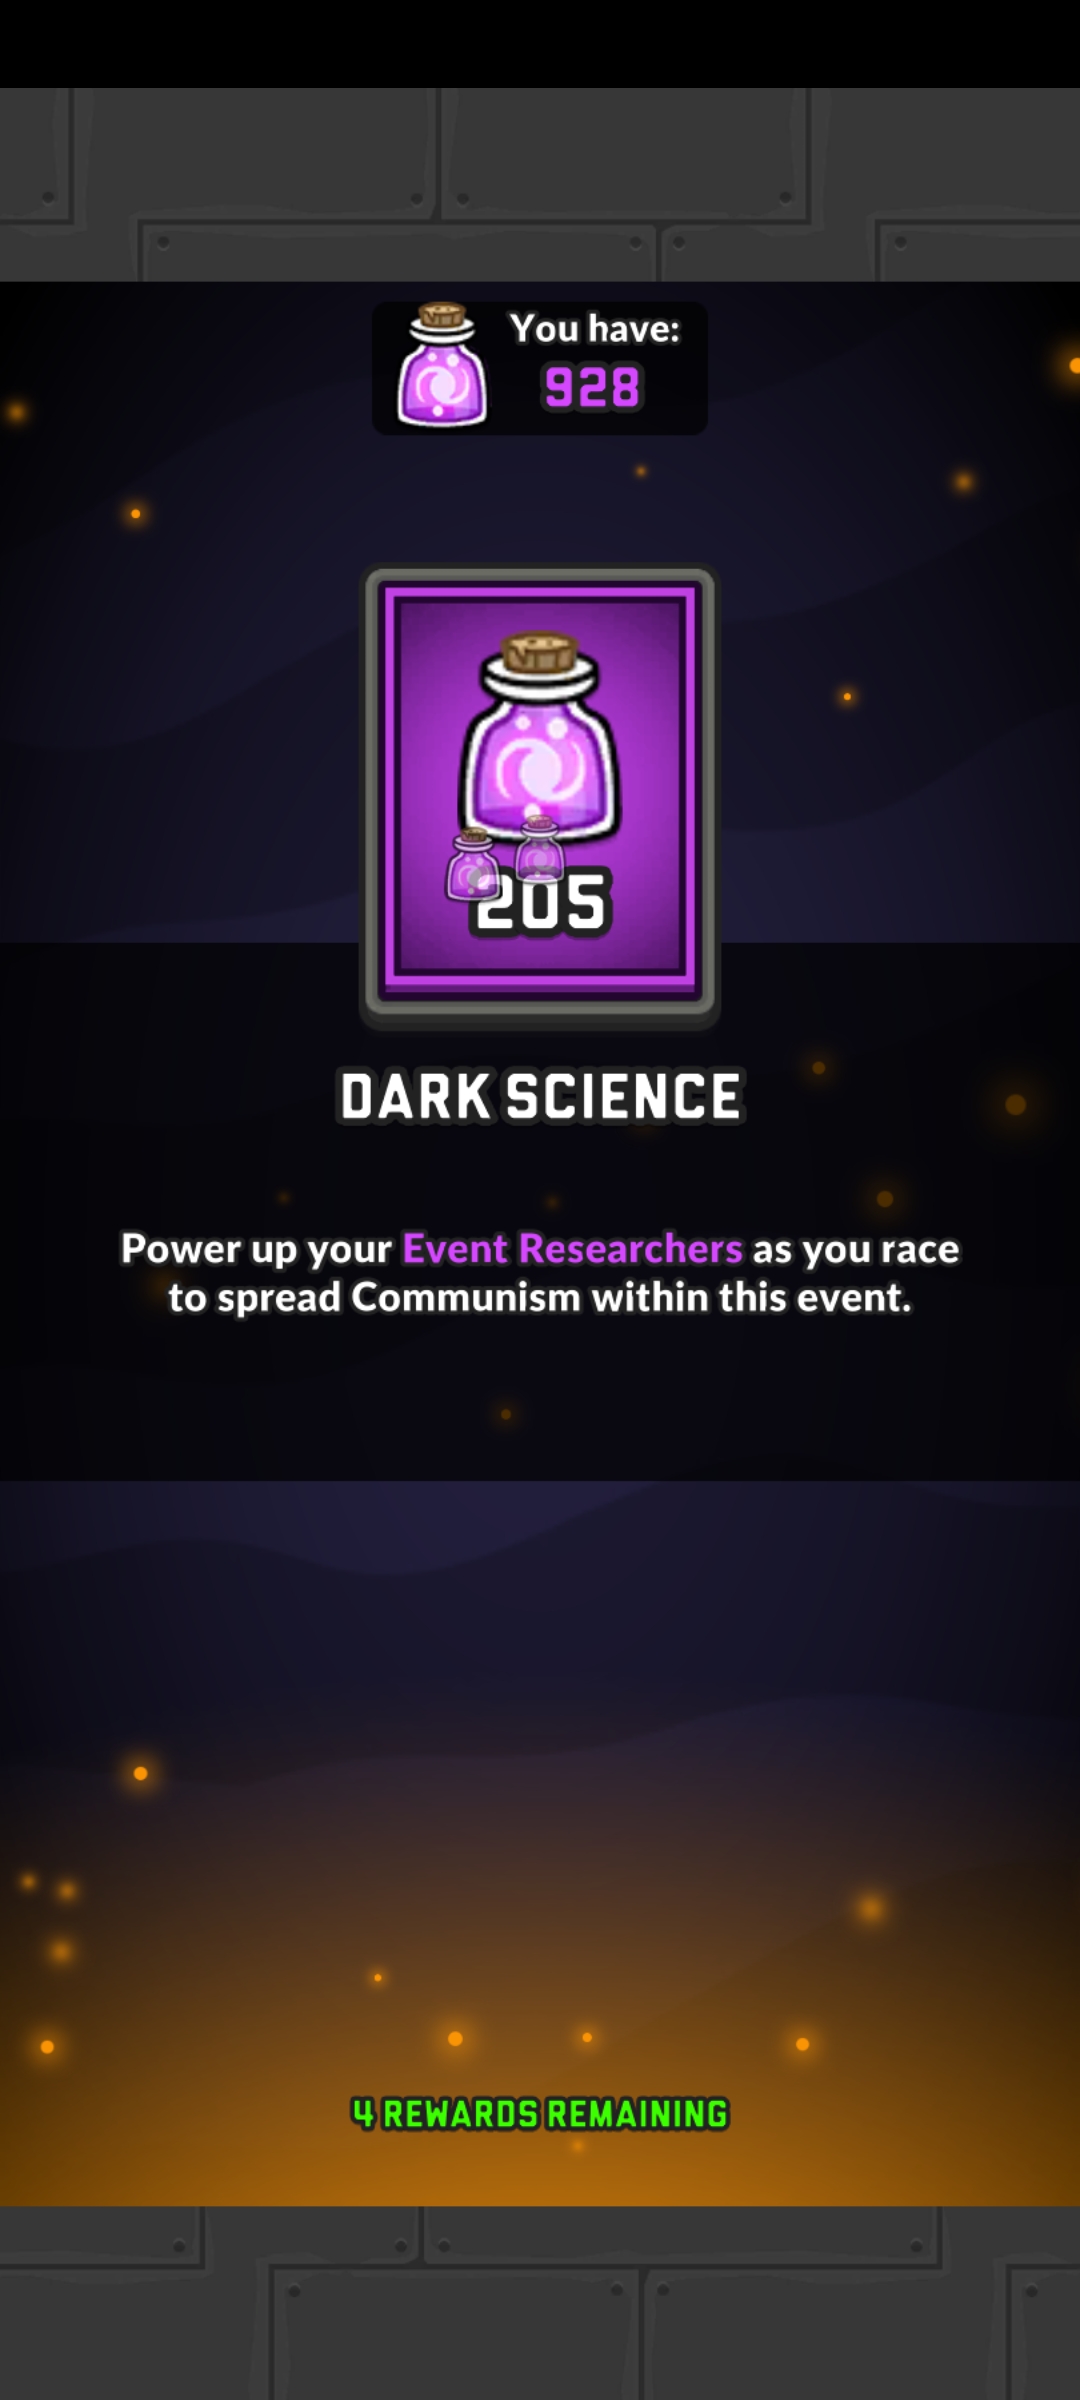 You have:
928
205
DARK SCIENCE
Power up your Event Researchers as you race
to spread Communism within this event.
4 REWARDS REMAINING